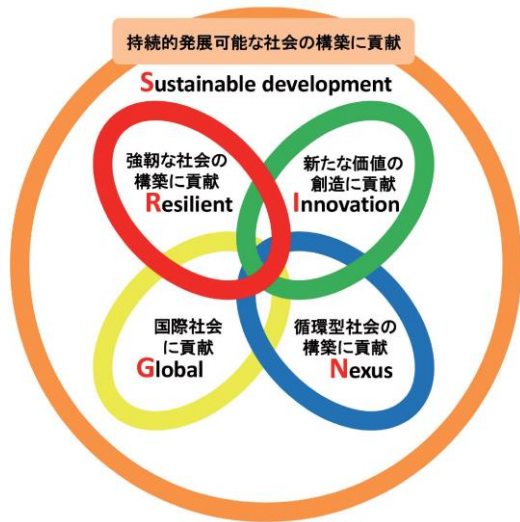 持続的発展可能な社会の構築に貢献
Sustainable development
強靭な社会の
構築に貢献
Resilient
新たな価値の
創造に貢献
Innovation
国際社会
に貢献
Global
循環型社会の
構築に貢献
Nexus